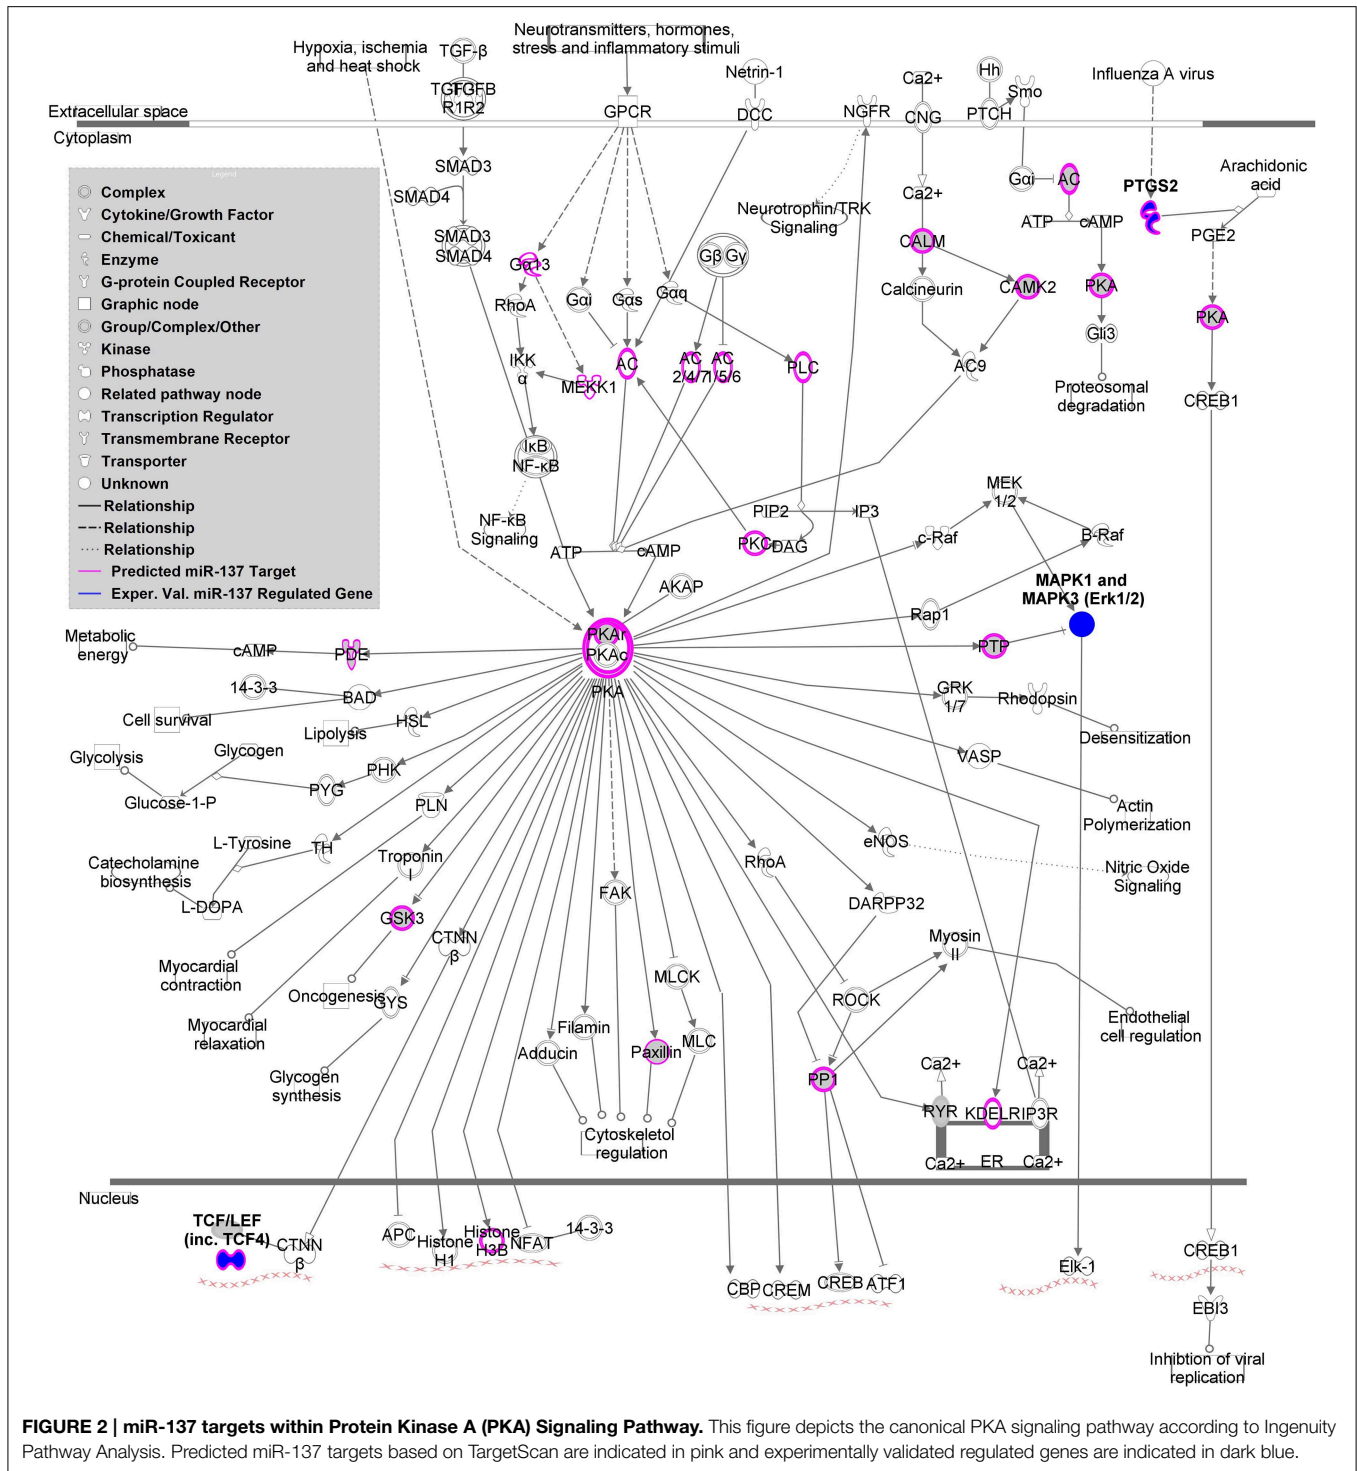 Neurotransmitters, hormones,
stress and inflammatory stimuli
Hypoxia, ischemia
and heat shock
TGF-β
TGFB
R1R2
Netrin-1
Ca2+
Hh
Smo
Influenza A virus
Extracellular space
Cytoplasm
GPCR
DCC
NGFR
CNG
PTCH
SMAD3
SMAD4
SMAD3
SMAD4
Gαi
AC
PTGS2
Arachidonic
acid
Ca2+
ATP
cAMP
PGE2
Neurotrophin/TRK
Signaling
CALM
Legend
Complex
Cytokine/Growth Factor
Chemical/Toxicant
Enzyme
G-protein Coupled Receptor
Graphic node
Group/Complex/Other
Kinase
Phosphatase
Related pathway node
Transcription Regulator
Transmembrane Receptor
Transporter
Unknown
Relationship
Relationship
Relationship
Predicted miR-137 Target
Exper. Val. miR-137 Regulated Gene
Gα13
Gβ Gγ
RhoA
Gαi
Gαs
Gαq
Calcineurin
CAMK2
PKA
PKA
Gli3
IKK
α
MEKK1
AC
AC
2/4/7
AC
1/5/6
PLC
AC9
Proteosomal
degradation
CREB1
IκB
NF-κB
NF-κB
Signaling
ATP
cAMP
PIP2
IP3
PKC
DAG
MEK
1/2
c-Raf
B-Raf
AKAP
Rap1
MAPK1 and
MAPK3 (Erk1/2)
PKAr
PKAc
PKA
Metabolic
energy
cAMP
PDE
PTP
14-3-3
BAD
Cell survival
HSL
Lipolysis
GRK
1/7
Rhodopsin
Desensitization
Glycolysis
Glycogen
PHK
PYG
Glucose-1-P
VASP
Actin
Polymerization
PLN
L-Tyrosine
TH
Troponin
I
Catecholamine
biosynthesis
L-DOPA
RhoA
eNOS
Nitric Oxide
Signaling
FAK
DARPP32
GSK3
CTNN
β
Myosin
II
Myocardial
contraction
Oncogenesis
GYS
MLCK
ROCK
Myocardial
relaxation
Filamin
Adducin
Paxilin
MLC
Endothelial
cell regulation
Glycogen
synthesis
PP1
Ca2+
Ca2+
RYR
KDELR
IP3R
Cytoskeletol
regulation
Ca2+
ER
Ca2+
Nucleus
TCF/LEF
(inc. TCF4)
CTNN
β
APC
Histone
H1
Histone
H3B
NFAT
14-3-3
CBP
CREM
CREB
ATF1
Elk-1
CREB1
EBI3
Inhibtion of viral
replication
FIGURE 2 | miR-137 targets within Protein Kinase A (PKA) Signaling Pathway. This figure depicts the canonical PKA signaling pathway according to Ingenuity
Pathway Analysis. Predicted miR-137 targets based on TargetScan are indicated in pink and experimentally validated regulated genes are indicated in dark blue.